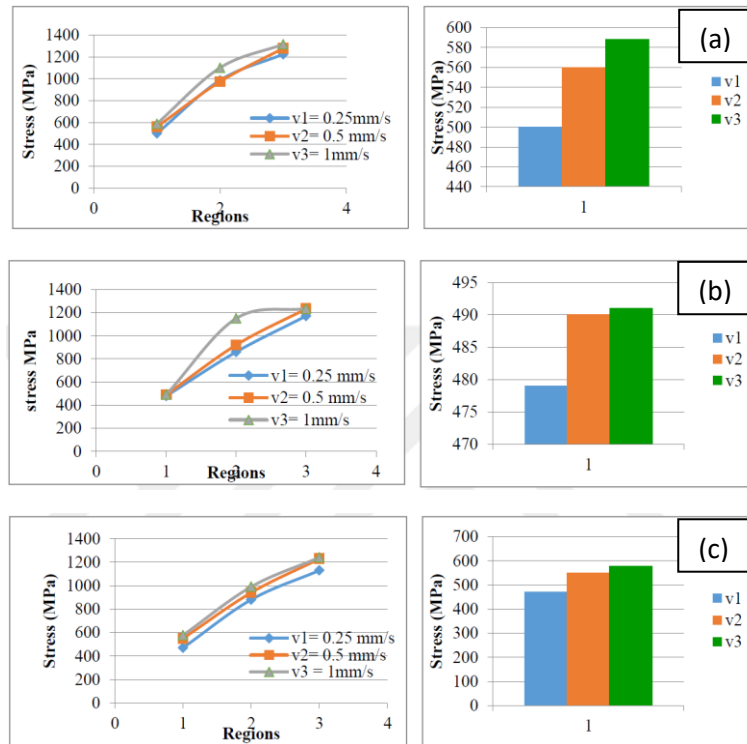 (a)
1400
1200
1000
800
600
400
200
0
Stress (MPa)
v1= 0.25mm/s
v2= 0.5 mm/s
v3= 1mm/s
0 2 4
Regions
600
580
560
540
520
500
480
460
440
Stress (MPa)
1
v1
v2
v3
(b)
1400
1200
1000
800
600
400
200
0
stress MPa
v1= 0.25 mm/s
v2= 0.5 mm/s
v3= 1mm/s
0 1 2 3 4
Regions
495
490
485
480
475
470
Stress (MPa)
1
v1
v2
v3
(c)
1400
1200
1000
800
600
400
200
0
Stress (MPa)
v1= 0.25 mm/s
v2= 0.5 mm/s
v3 = 1mm/s
0 1 2 3 4
Regions
700
600
500
400
300
200
100
0
Stress (MPa)
1
v1
v2
v3